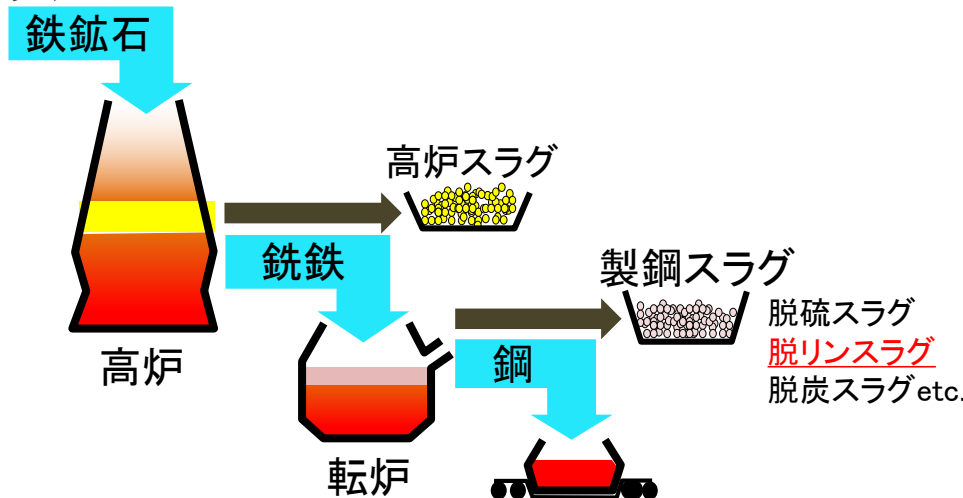 鉄鉱石
高炉スラグ
銑鉄
製鋼スラグ
脱硫スラグ
脱リンスラグ
脱炭スラグetc.
鋼
高炉
転炉